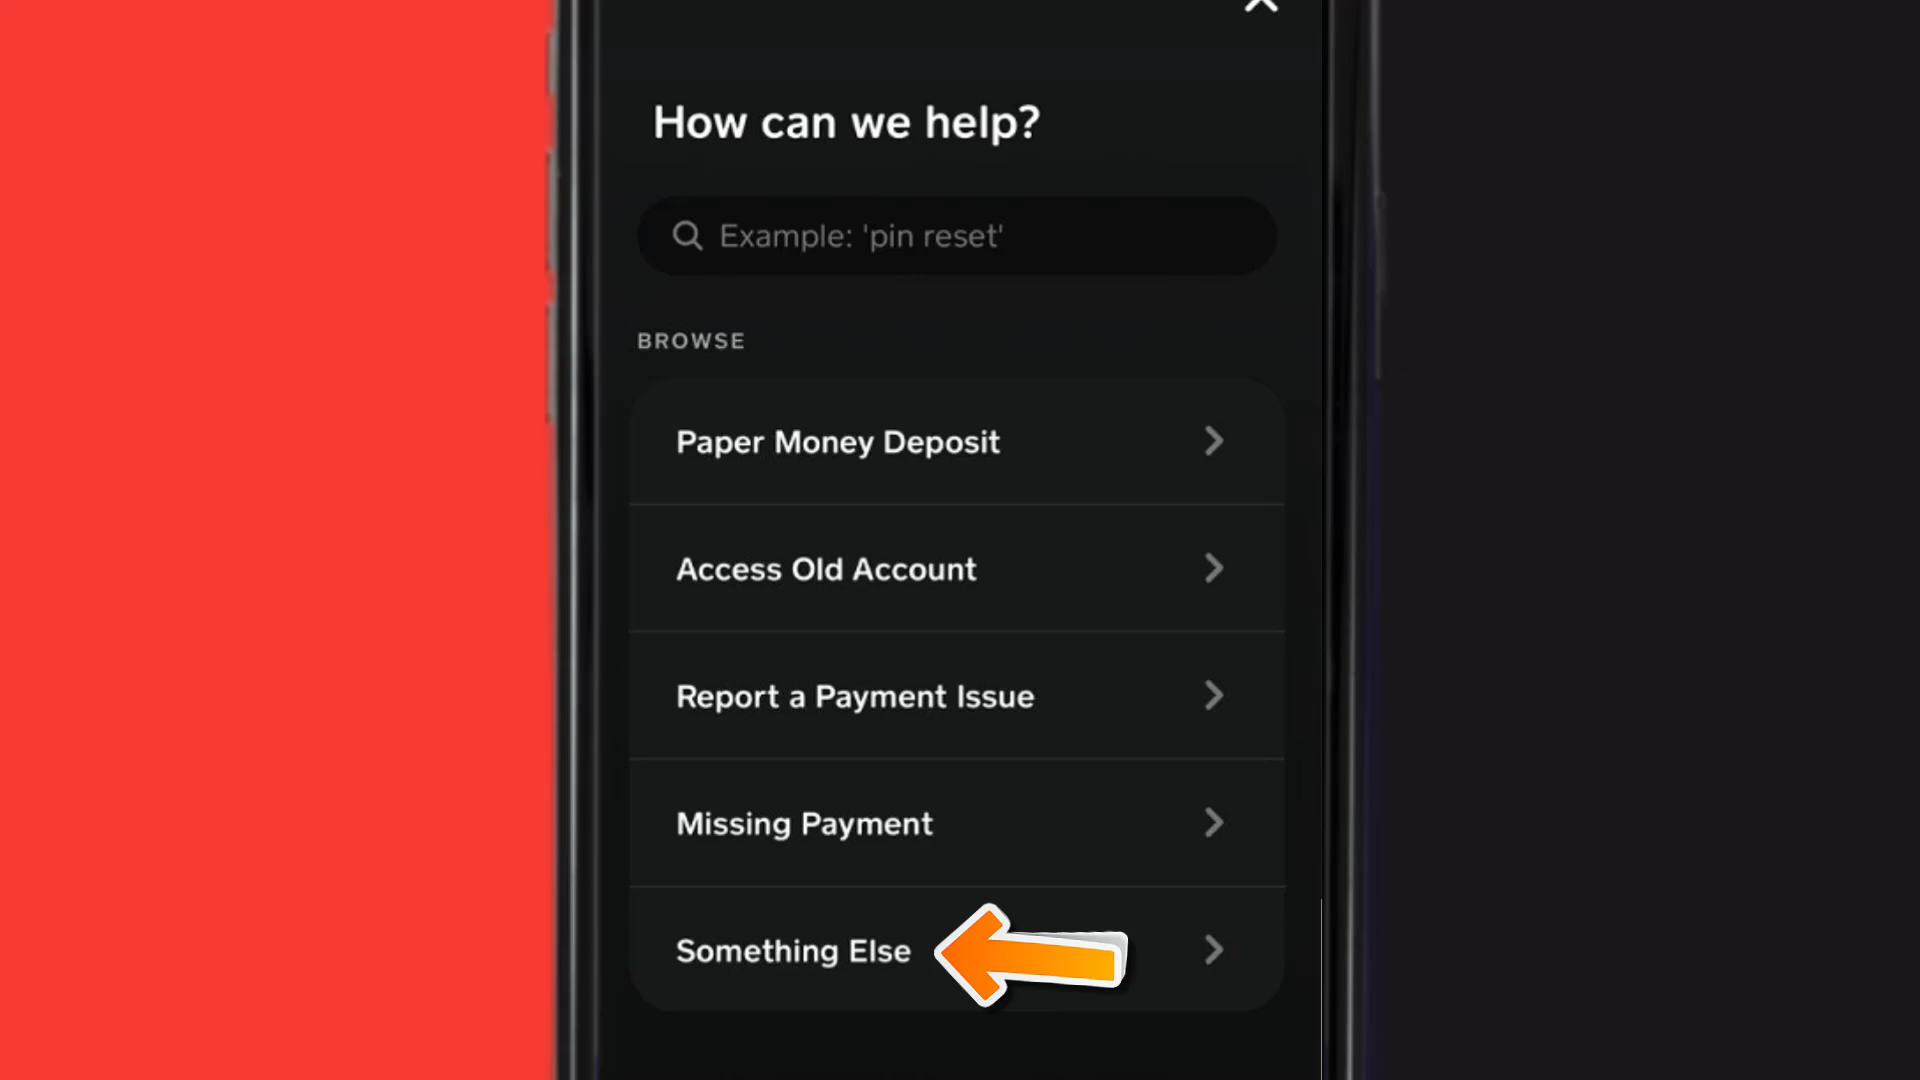 How can we help?
Example: 'pin reset'
BROWSE
Paper Money Deposit
Access Old Account
Report a Payment Issue
Missing Payment
Something Else